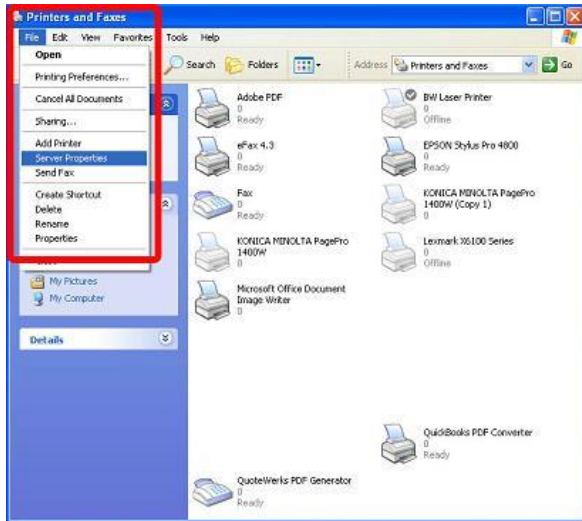 Printers and Faxes
File Edit View Favorites Tools Help
Search Folders Address Printers and Faxes Go
Open
Printing Preferences...
Cancel All Documents
Sharing...
Add Printer
Server Properties
Send Fax
Create Shortcut
Delete
Rename
Properties
My Pictures
My Computer
Details
Adobe PDF
0
Ready
BW Laser Printer
0
Offline
eFax 4.3
0
Ready
EPSON Stylus Pro 4800
0
Ready
Fax
0
Ready
KONICA MINOLTA PagePro
1400W (Copy 1)
0
KONICA MINOLTA PagePro
1400W
0
Lexmark X6100 Series
0
Offline
Microsoft Office Document
Image Writer
0
QuickBooks PDF Converter
0
Ready
QuoteWerks PDF Generator
0
Ready